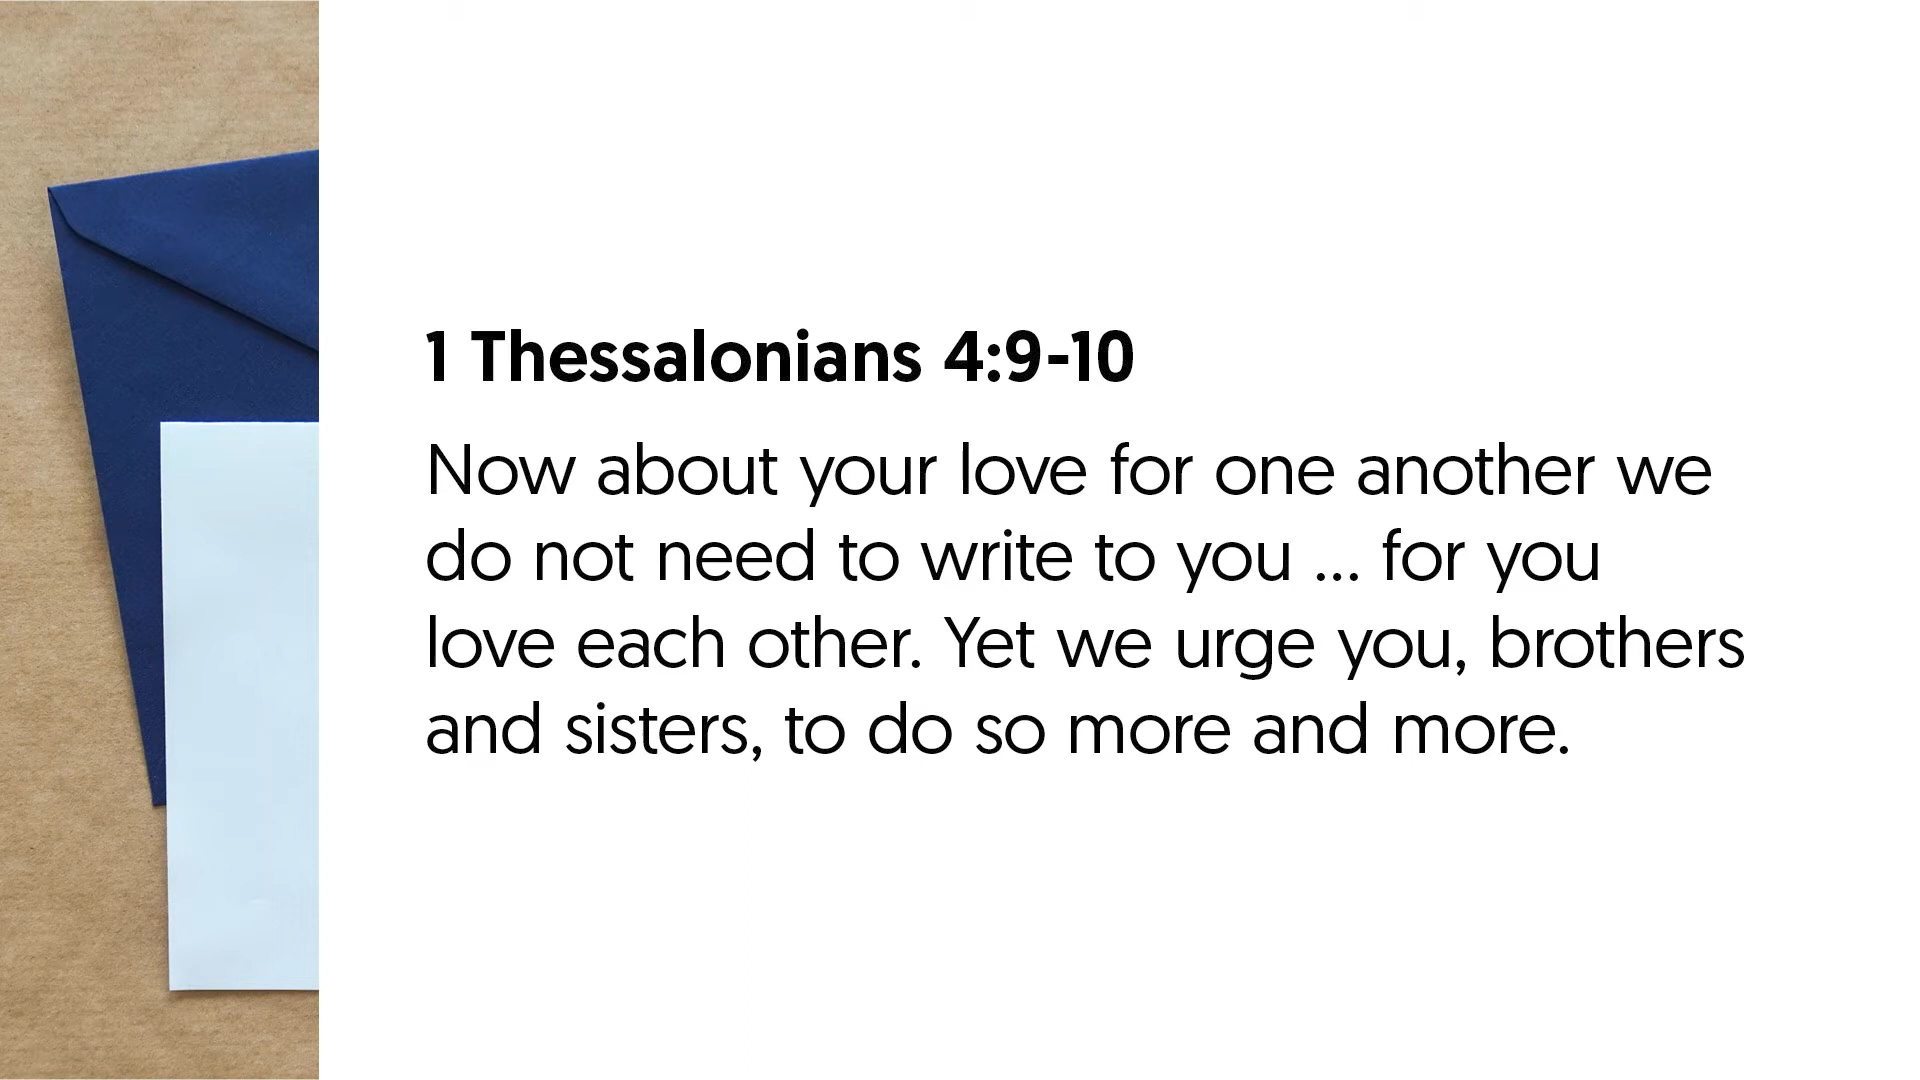 1 Thessalonians 4:9-10
Now about your love for one another we
do not need to write to you ... for you
love each other. Yet we urge you, brothers
and sisters, to do so more and more.